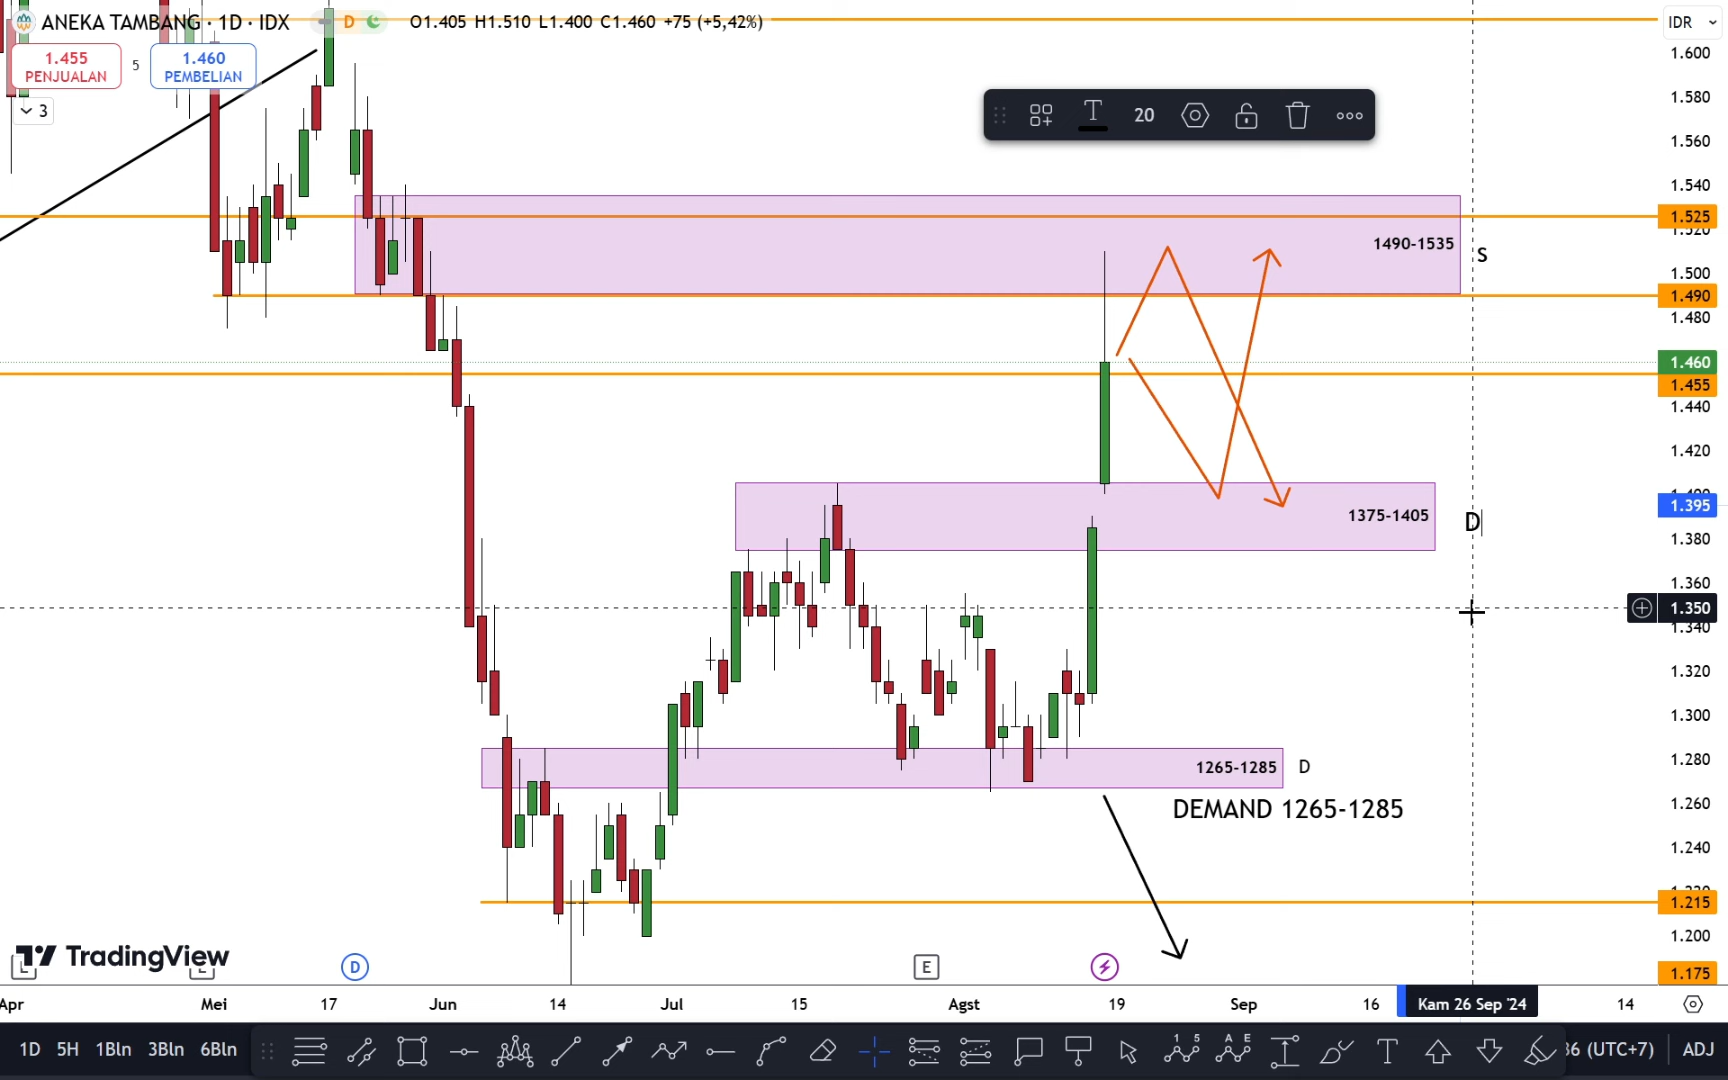 ANEKA TAMBANG · 1D · IDX
D
O1.405 H1.510 L1.400 C1.460 +75 (+5,42%)
IDR
1.455
PENJUALAN
5
1.460
PEMBELIAN
3
T
20
1.600
1.580
1.560
1.540
1.525
1.520
1.500
1.490
1.480
1.460
1.455
1.440
1.420
1.395
1.380
1.360
1.350
1.340
1.320
1.300
1.280
1.260
1.240
1.215
1.200
1.175
1490-1535
S
1375-1405
D
1265-1285
D
DEMAND 1265-1285
TradingView
D
E
Apr
Mei
17
Jun
14
Jul
15
Agst
19
Sep
16
Kam 26 Sep '24
14
1D
5H
1Bln
3Bln
6Bln
1 5
A E
T
36 (UTC+7)
ADJ